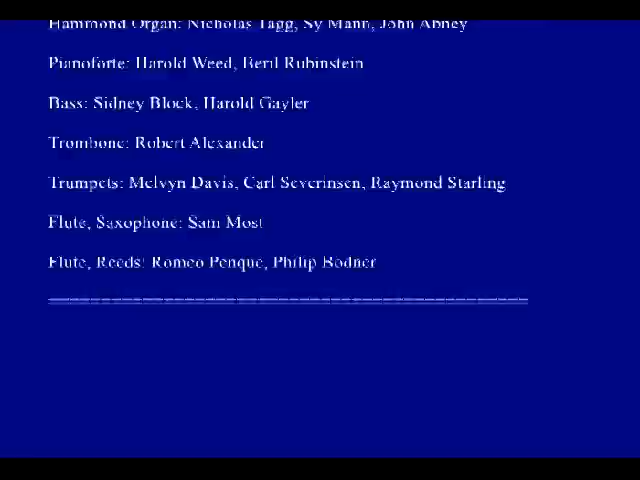 Hammond Organ: Nicholas Tagg, Sy Mann, John Abney
Pianoforte: Harold Weed, Beril Rubinstein
Bass: Sidney Block, Harold Gayler
Trombone: Robert Alexander
Trumpets: Melvyn Davis, Carl Severinsen, Raymond Starling
Flute, Saxophone: Sam Most
Flute, Reeds: Romeo Penque, Philip Bodner